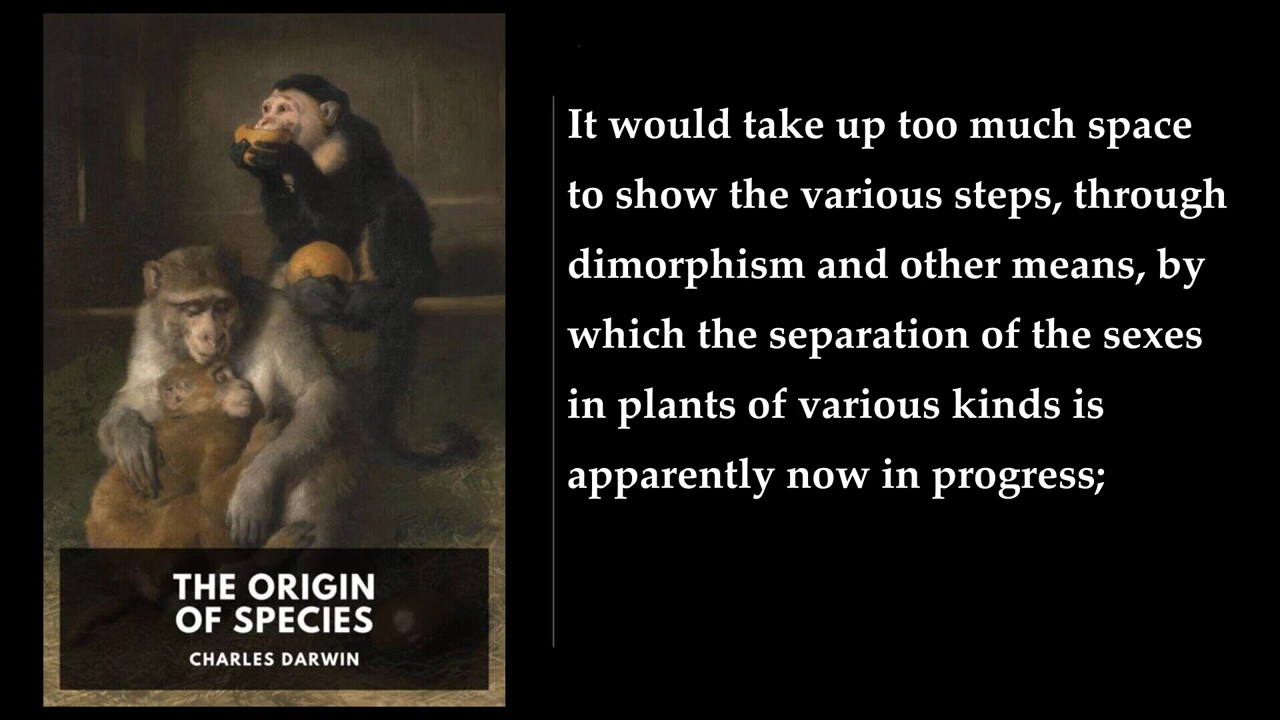 THE ORIGIN
OF SPECIES
CHARLES DARWIN
It would take up too much space
to show the various steps, through
dimorphism and other means, by
which the separation of the sexes
in plants of various kinds is
apparently now in progress;